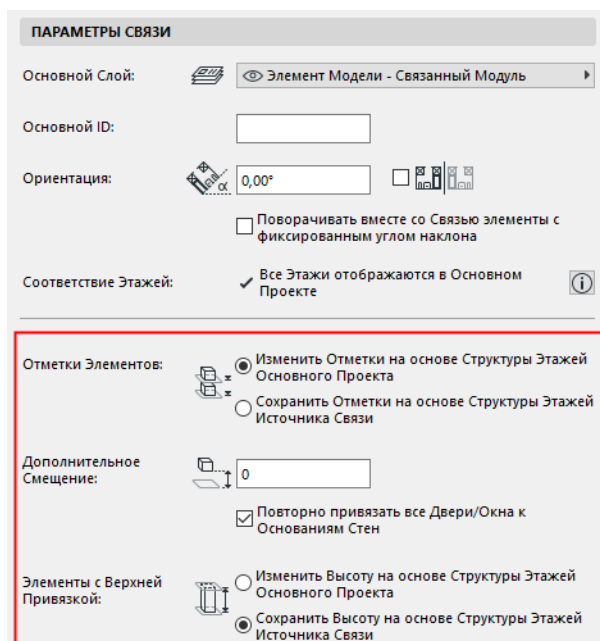 ПАРАМЕТРЫ СВЯЗИ
Основной Слой:
Элемент Модели - Связанный Модуль
Основной ID:
Ориентация:
α
0,00°
Поворачивать вместе со Связью элементы с
фиксированным углом наклона
Соответствие Этажей:
Все Этажи отображаются в Основном
Проекте
Отметки Элементов:
Изменить Отметки на основе Структуры Этажей
Основного Проекта
Сохранить Отметки на основе Структуры Этажей
Источника Связи
Дополнительное
Смещение:
0
Повторно привязать все Двери/Окна к
Основаниям Стен
Элементы с Верхней
Привязкой:
Изменить Высоту на основе Структуры Этажей
Основного Проекта
Сохранить Высоту на основе Структуры Этажей
Источника Связи